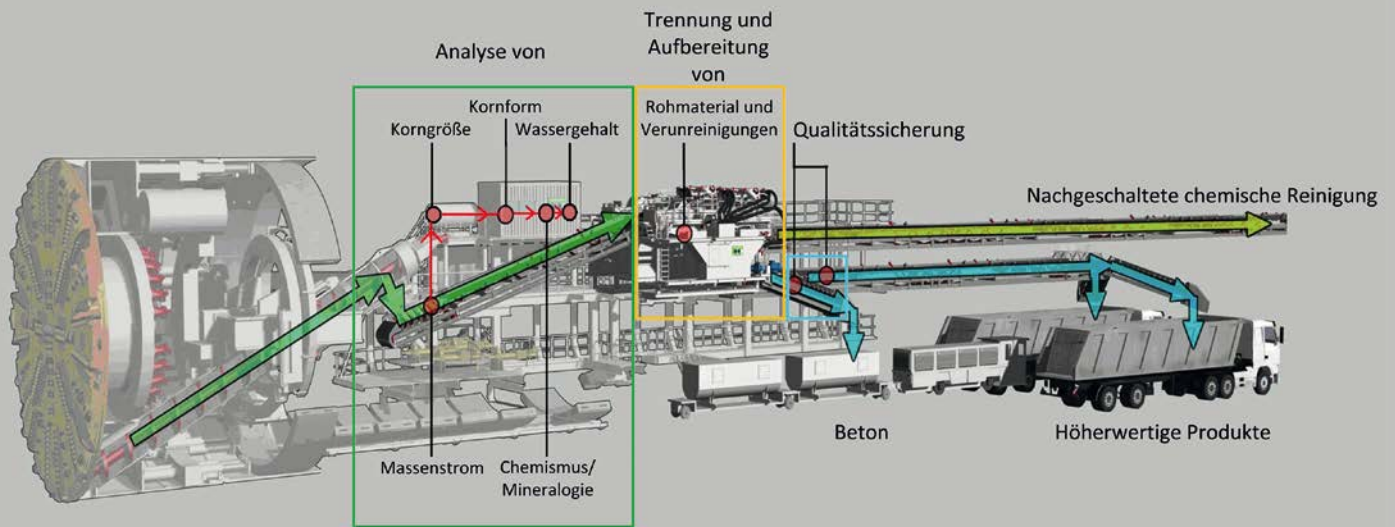 Analyse von
Korngröße
Kornform
Wassergehalt
Massenstrom
Chemismus/
Mineralogie
Trennung und
Aufbereitung
von
Rohmaterial und
Verunreinigungen
Qualitätssicherung
Nachgeschaltete chemische Reinigung
Beton
Höherwertige Produkte